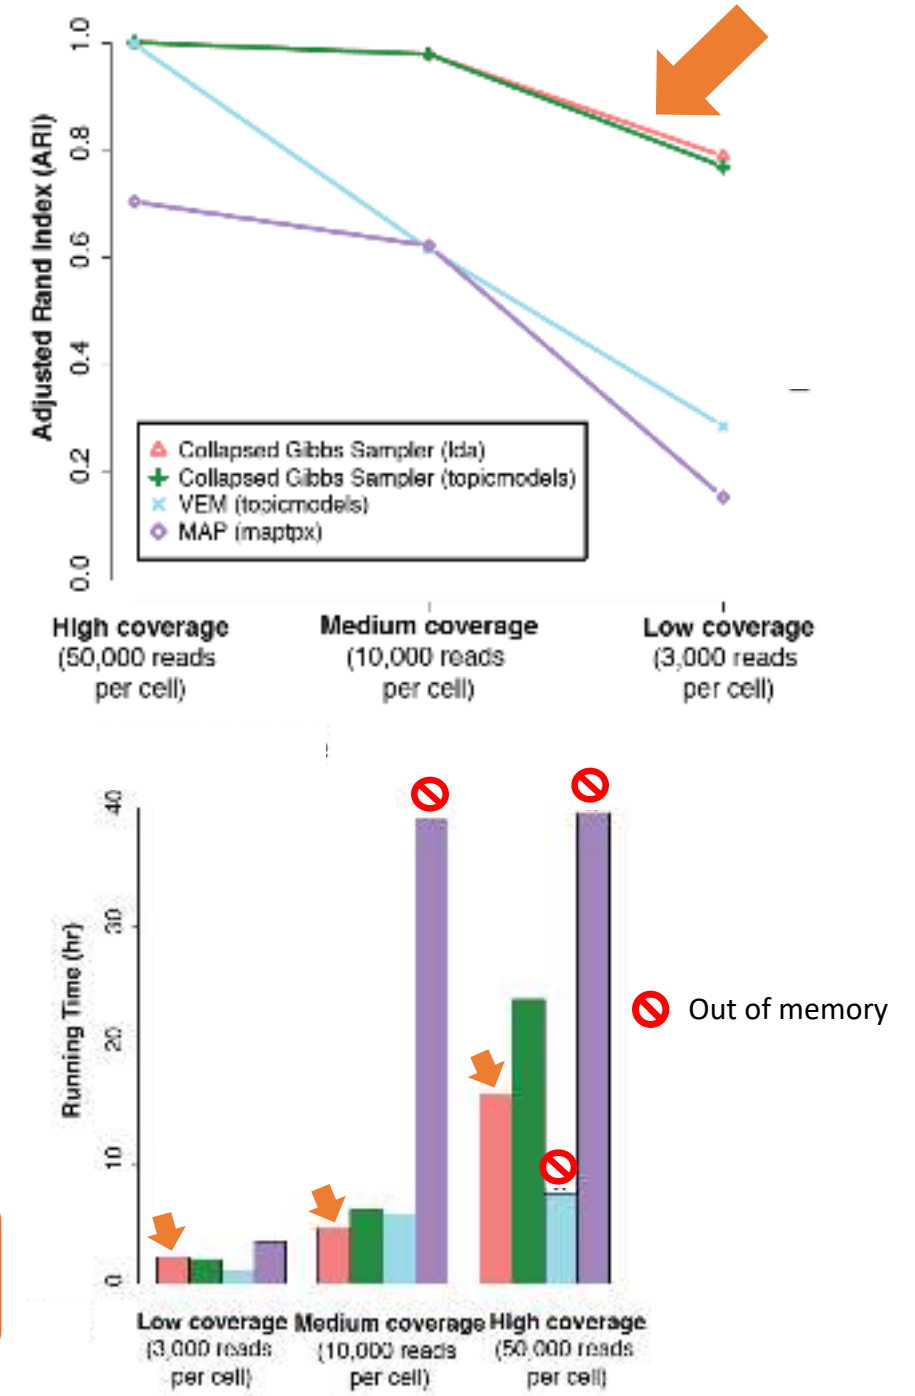 Adjusted Rand Index (ARI)
1.0
0.8
0.6
0.4
0.2
0.0
Collapsed Gibbs Sampler (lda)
Collapsed Gibbs Sampler (topicmodels)
VEM (topicmodels)
MAP (maptpx)
High coverage
(50,000 reads
per cell)
Medium coverage
(10,000 reads
per cell)
Low coverage
(3,000 reads
per cell)
Running Time (hr)
40
30
20
10
0
Out of memory
Low coverage
(3,000 reads
per cell)
Medium coverage
(10,000 reads
per cell)
High coverage
(50,000 reads
per cell)